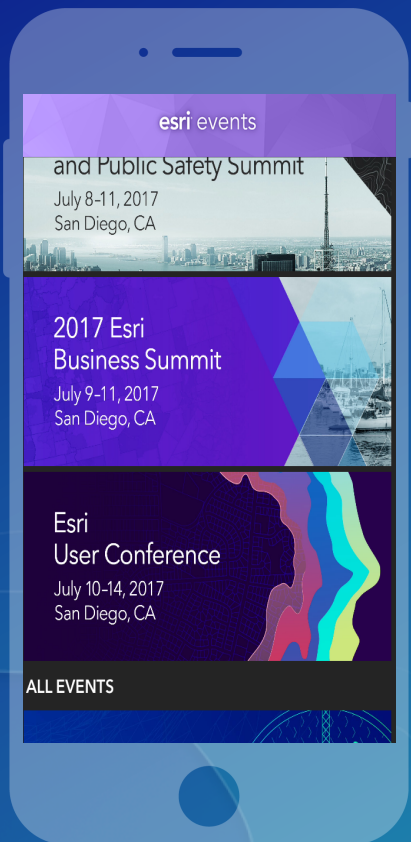 esri events
and Public Safety Summit
July 8-11, 2017
San Diego, CA
2017 Esri
Business Summit
July 9-11, 2017
San Diego, CA
Esri
User Conference
July 10-14, 2017
San Diego, CA
ALL EVENTS